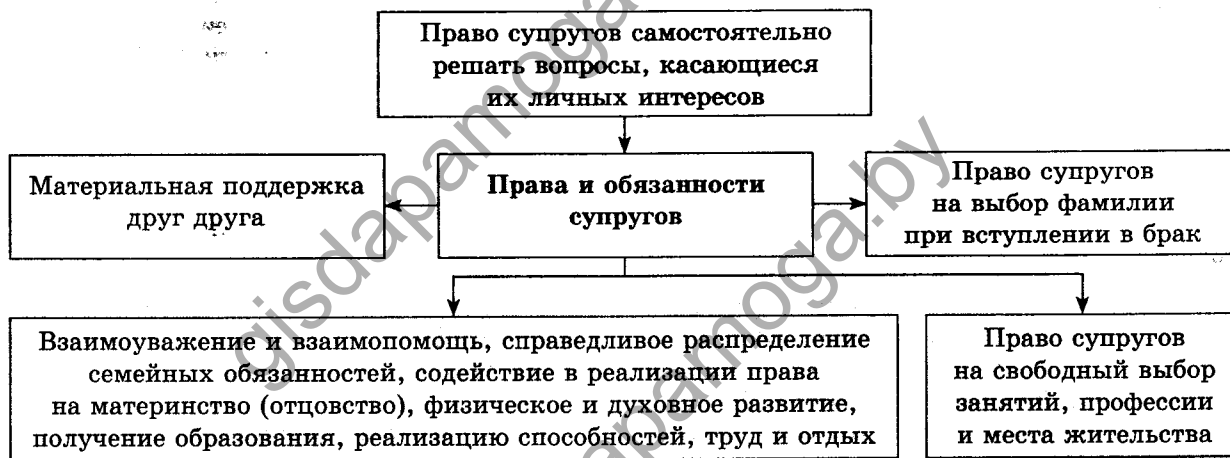 Право супругов самостоятельно
решать вопросы, касающиеся
их личных интересов
Материальная поддержка
друг друга
Права и обязанности
супругов
Право супругов
на выбор фамилии
при вступлении в брак
Взаимоуважение и взаимопомощь, справедливое распределение
семейных обязанностей, содействие в реализации права
на материнство (отцовство), физическое и духовное развитие,
получение образования, реализацию способностей, труд и отдых
Право супругов
на свободный выбор
занятий, профессии
и места жительства
gisdapamoga.by